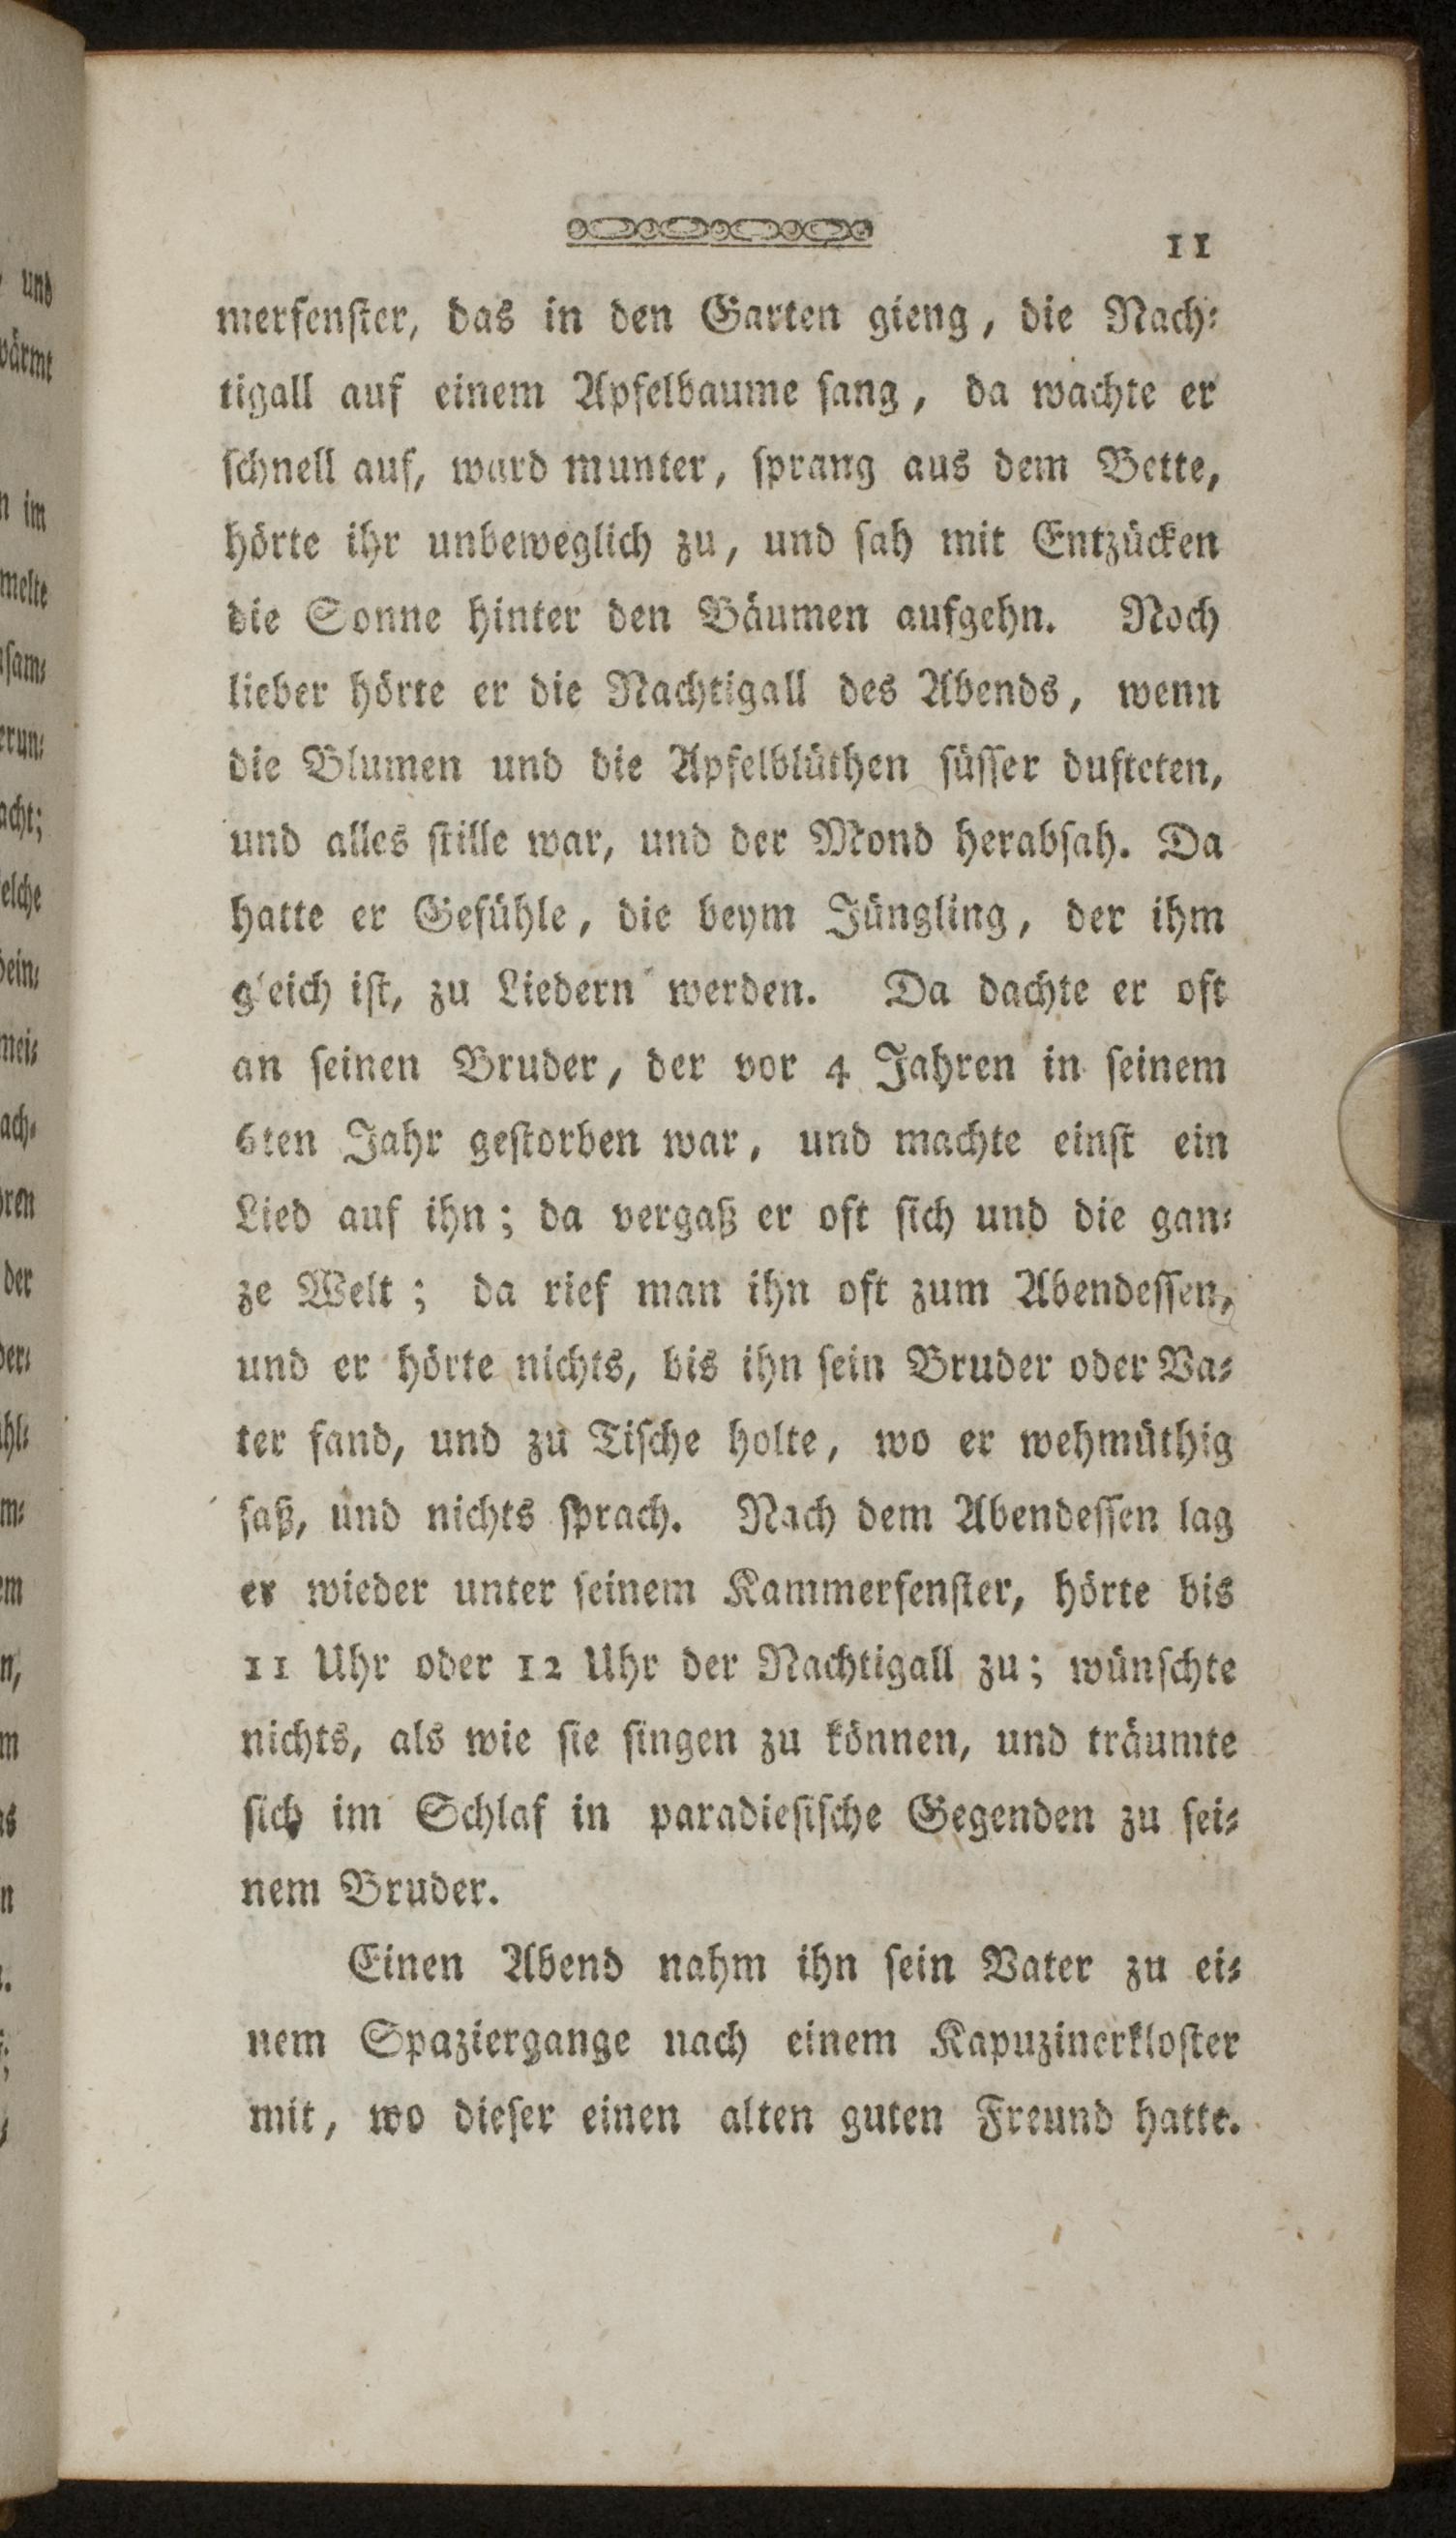 11
merfenſter, das in den Garten gieng, die Nach⸗
tigall auf einem Apfelbaume ſang, da wachte er
ſchnell auf, ward munter, ſprang aus dem Bette,
hörte ihr unbeweglich zu, und ſah mit Entzücken
die Sonne hinter den Bäumen aufgehn. Noch
lieber hörte er die Nachtigall des Abends, wenn
die Blumen und die Apfelblüthen ſüſſer dufteten,
und alles ſtille war, und der Mond herabſah. Da
hatte er Gefühle, die beym Jüngling, der ihm
gleich iſt, zu Liedern werden. Da dachte er oft
an ſeinen Bruder, der vor 4 Jahren in ſeinem
6ten Jahr geſtorben war, und machte einſt ein
Lied auf ihn; da vergaß er oft ſich und die gan⸗
ze Welt; da rief man ihn oft zum Abendeſſen,
und er hörte nichts, bis ihn ſein Bruder oder Va⸗
ter fand, und zu Tiſche holte, wo er wehmüthig
ſaß, und nichts ſprach. Nach dem Abendeſſen lag
er wieder unter ſeinem Kammerfenſter, hörte bis
11 Uhr oder 12 Uhr der Nachtigall zu; wünſchte
nichts, als wie ſie ſingen zu können, und träumte
ſich im Schlaf in paradieſiſche Gegenden zu ſei⸗
nem Bruder.
Einen Abend nahm ihn ſein Vater zu ei⸗
nem Spaziergange nach einem Kapuzinerkloſter
mit, wo dieſer einen alten guten Freund hatte.